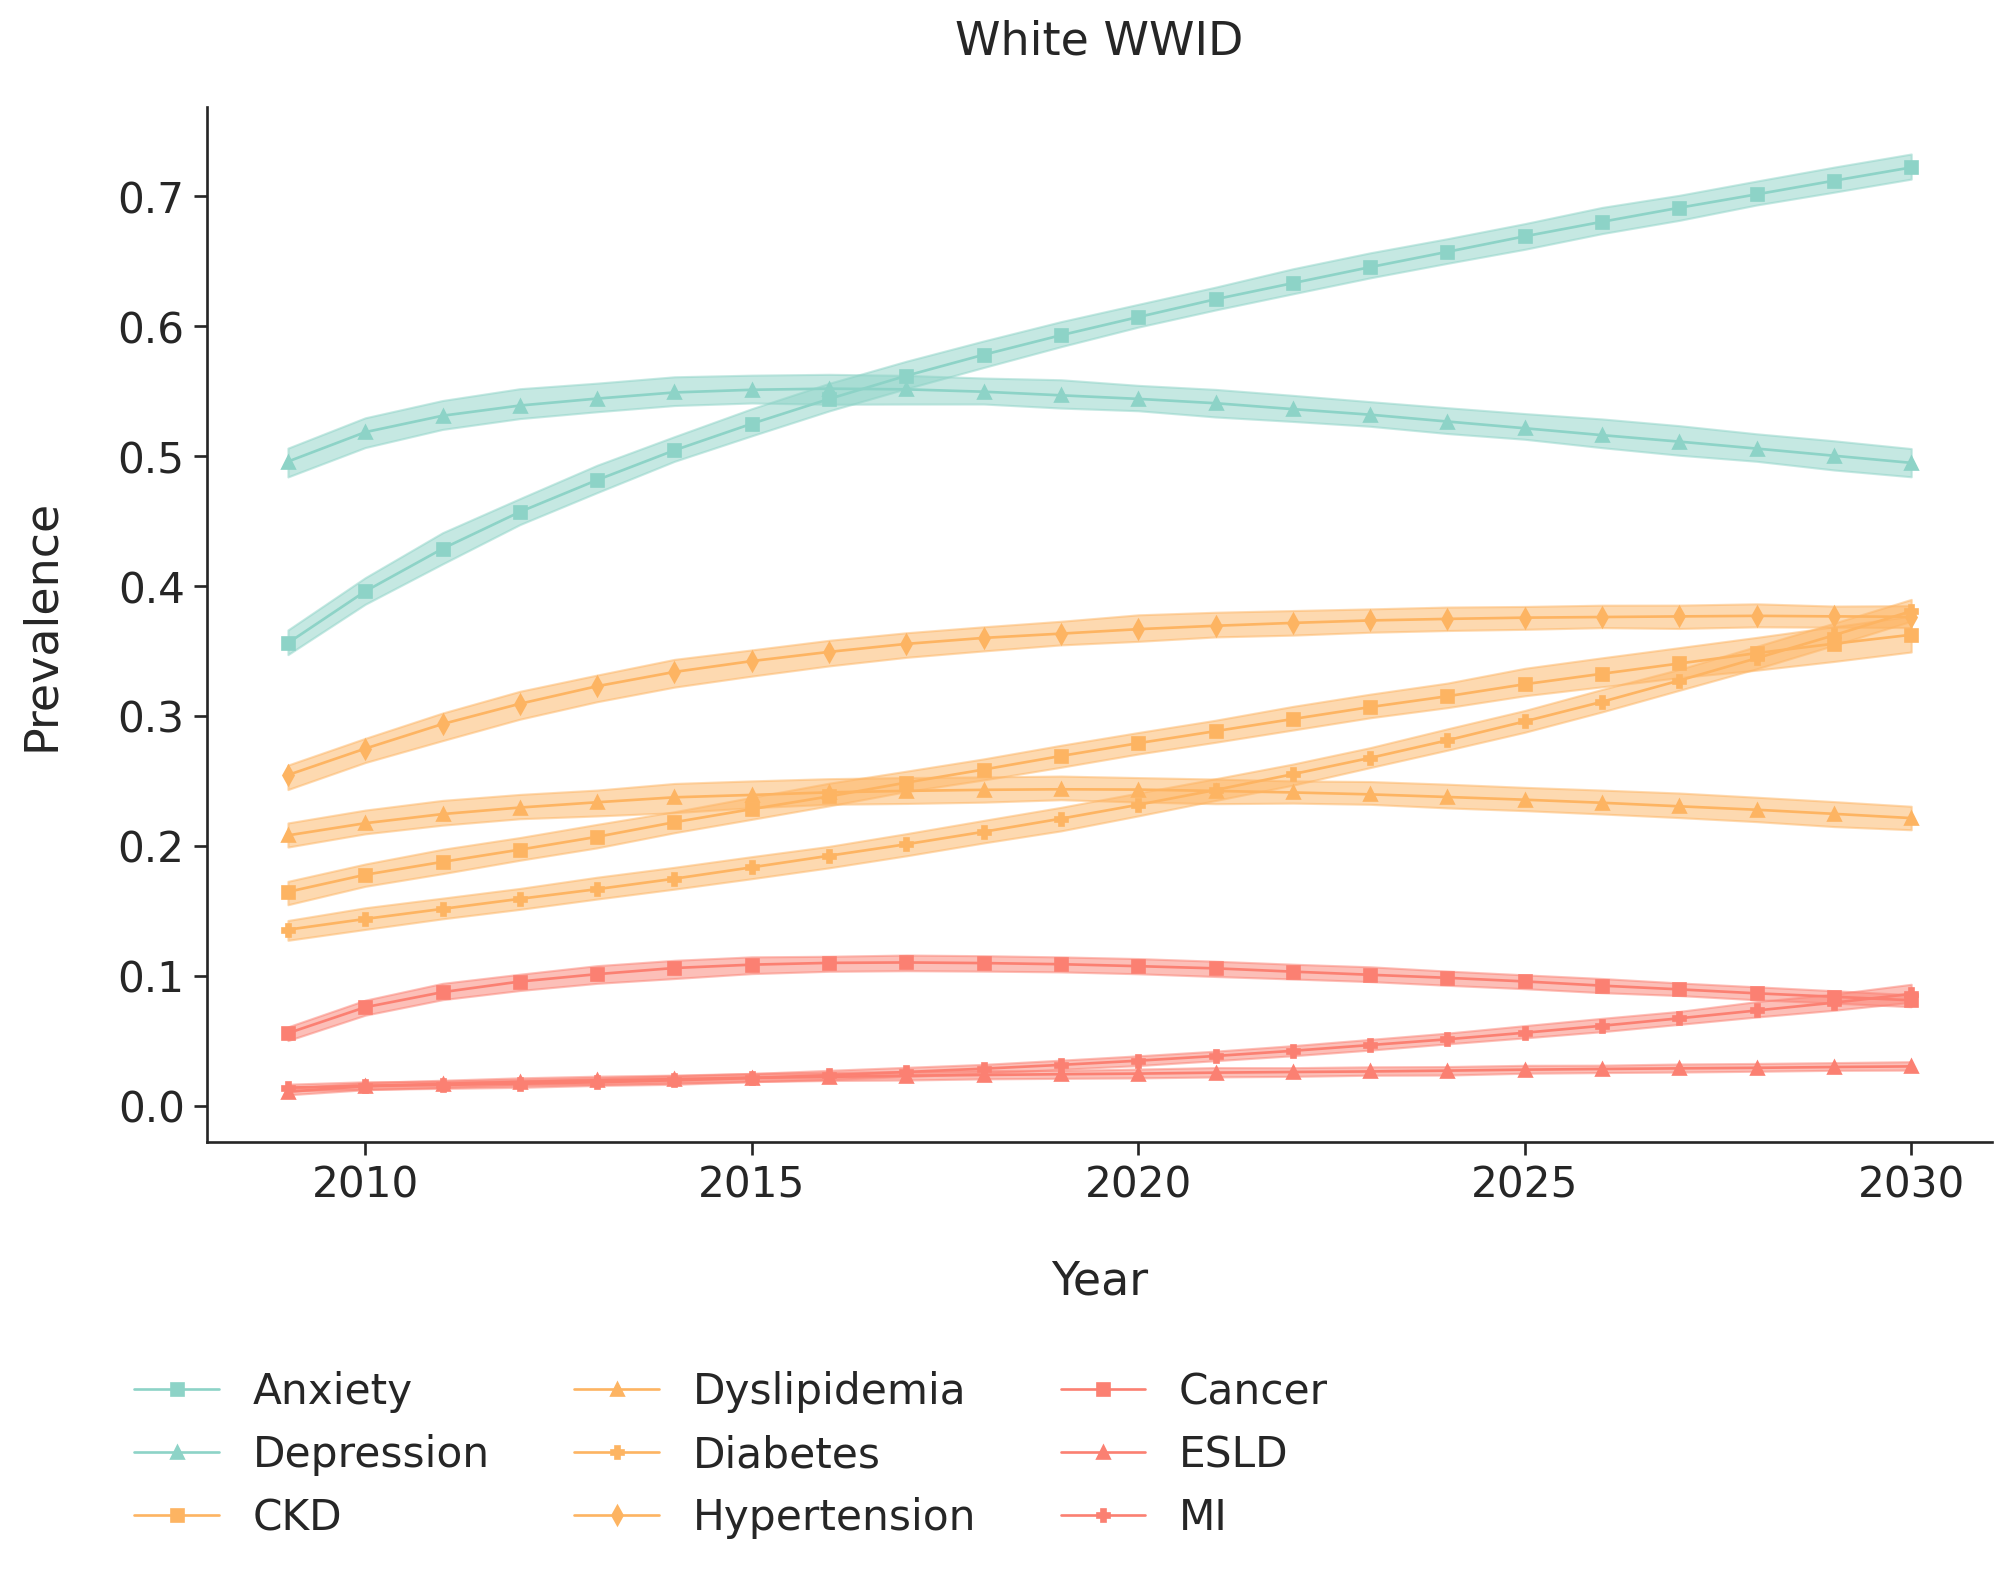 White WWID
Prevalence
0.7
0.6
0.5
0.4
0.3
0.2
0.1
0.0
2010 2015 2020 2025 2030
Year
Anxiety Dyslipidemia Cancer
Depression Diabetes ESLD
CKD Hypertension MI